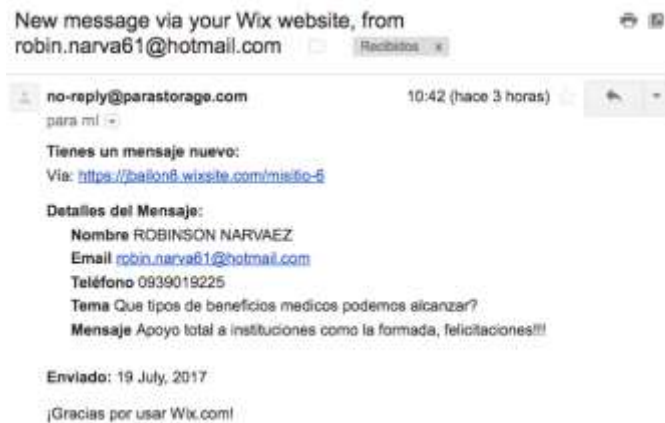 New message via your Wix website, from
robin.narva61@hotmail.com Recibidos x
no-reply@parastorage.com 10:42 (hace 3 horas)
para mí
Tienes un mensaje nuevo:
Via: https://jbailon6.wixsite.com/misitio-6
Detalles del Mensaje:
Nombre ROBINSON NARVAEZ
Email robin.narva61@hotmail.com
Teléfono 0939019225
Tema Que tipos de beneficios medicos podemos alcanzar?
Mensaje Apoyo total a instituciones como la formada, felicitaciones!!!
Enviado: 19 July, 2017
¡Gracias por usar Wix.com!